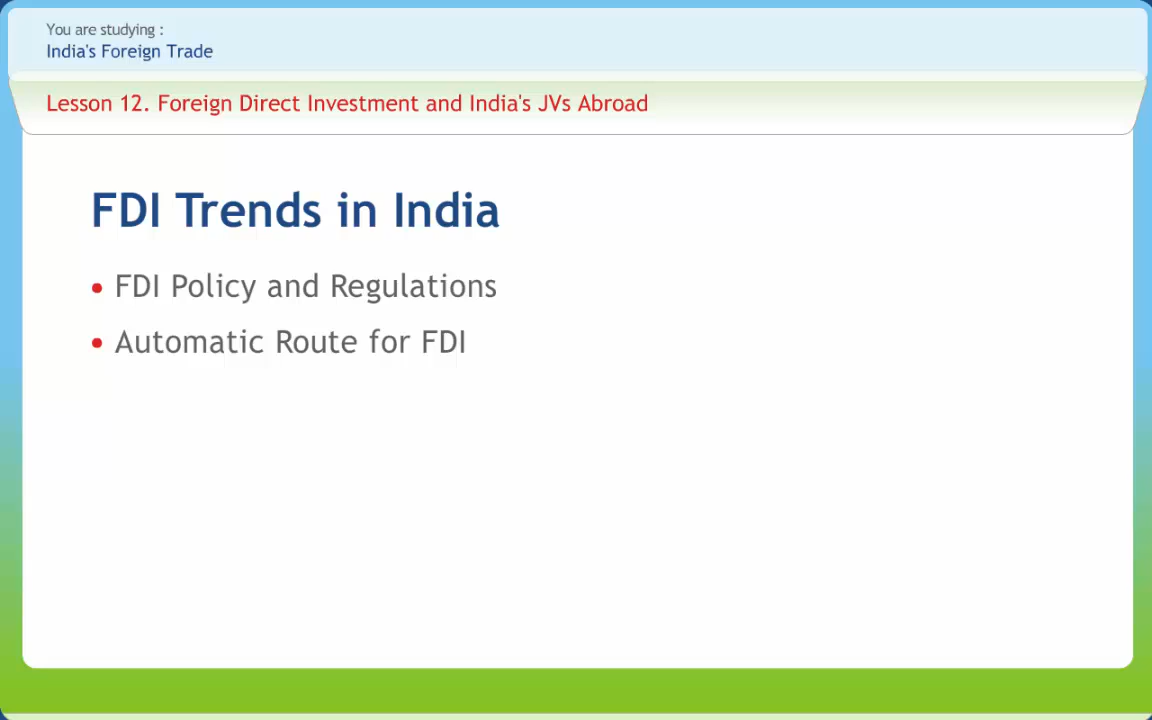 You are studying :
India's Foreign Trade
Lesson 12. Foreign Direct Investment and India's JVs Abroad
FDI Trends in India
• FDI Policy and Regulations
• Automatic Route for FDI